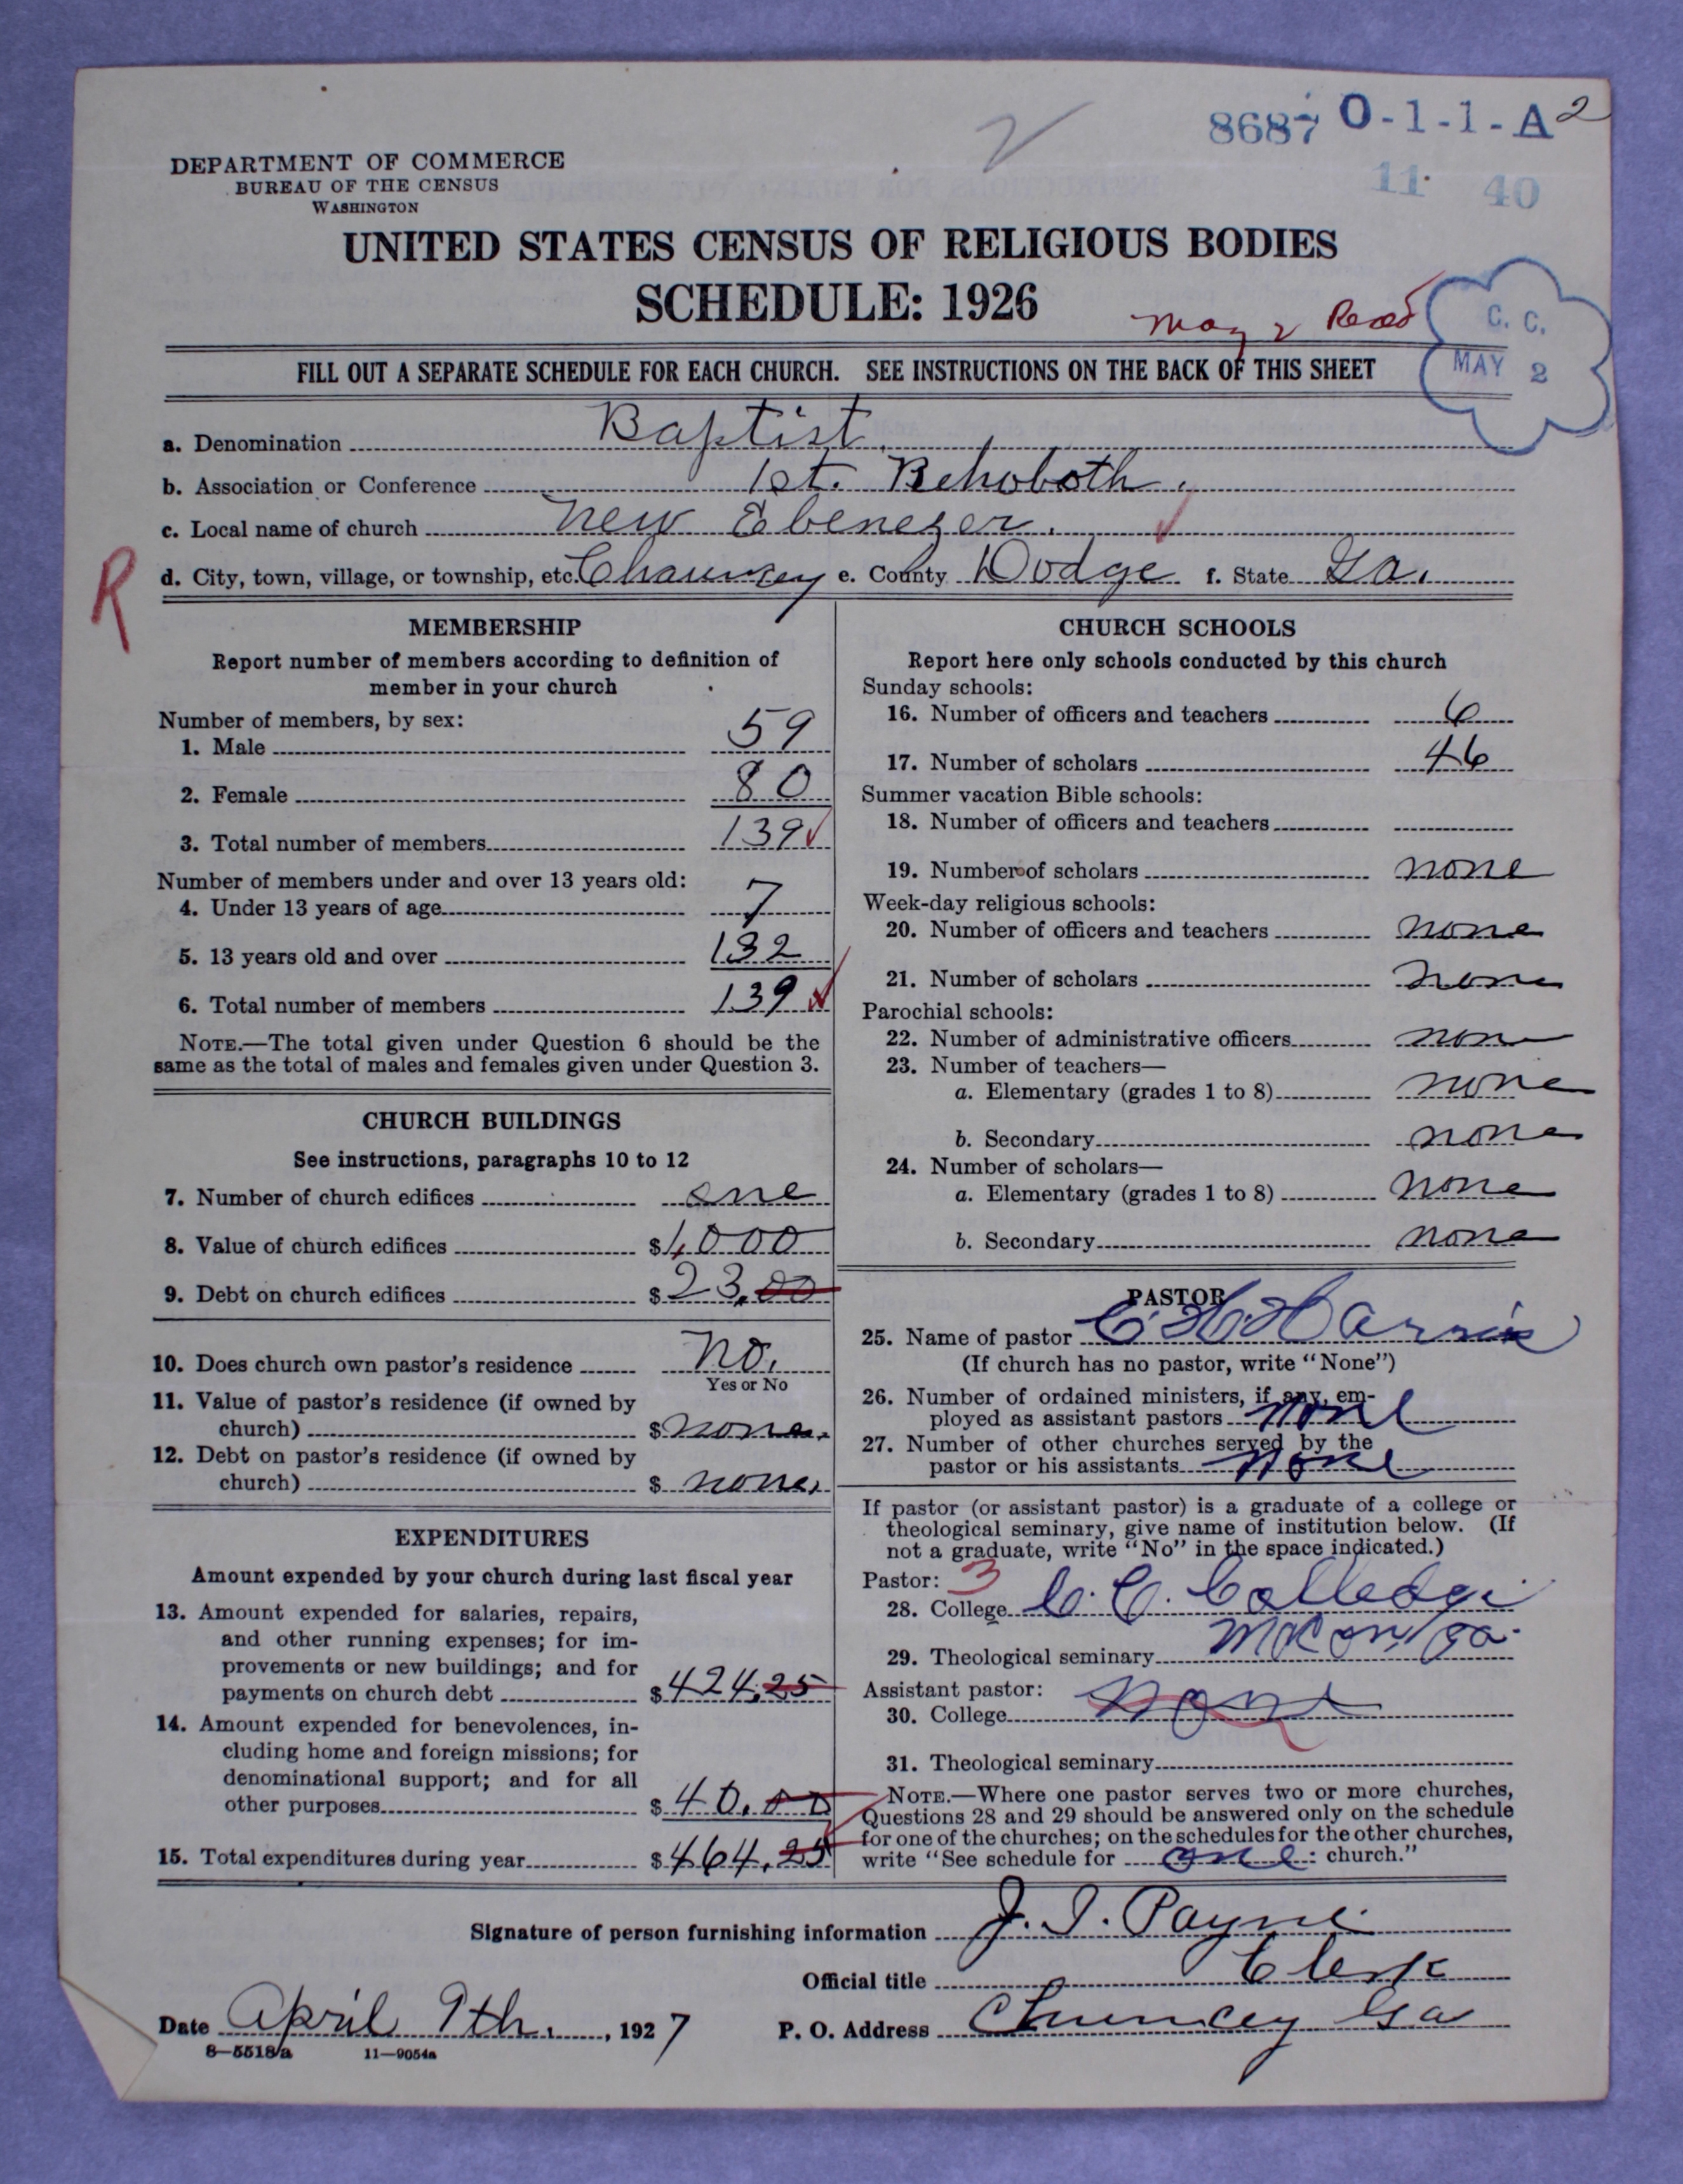 8687 0-1-1-A 2
11 40
DEPARTMENT OF COMMERCE
BUREAU OF THE CENSUS
WASHINGTON
UNITED STATES CENSUS OF RELIGIOUS BODIES
SCHEDULE: 1926
May 2 Recd
C. C.
MAY 2
FILL OUT A SEPARATE SCHEDULE FOR EACH CHURCH. SEE INSTRUCTIONS ON THE BACK OF THIS SHEET
a. Denomination Baptist
b. Association or Conference 1st. Rehoboth.
c. Local name of church New Ebenezer.
R
d. City, town, village, or township, etc. Chauncey e. County Dodge f. State Ga.
MEMBERSHIP
Report number of members according to definition of
member in your church
Number of members, by sex:
1. Male 59
2. Female 80
3. Total number of members 139
Number of members under and over 13 years old:
4. Under 13 years of age 7
5. 13 years old and over 132
6. Total number of members 139
NOTE.—The total given under Question 6 should be the
same as the total of males and females given under Question 3.
CHURCH BUILDINGS
See instructions, paragraphs 10 to 12
7. Number of church edifices one
8. Value of church edifices $1,000
9. Debt on church edifices $23.00
10. Does church own pastor's residence No.
Yes or No
11. Value of pastor's residence (if owned by
church) $none.
12. Debt on pastor's residence (if owned by
church) $ none.
EXPENDITURES
Amount expended by your church during last fiscal year
13. Amount expended for salaries, repairs,
and other running expenses; for im-
provements or new buildings; and for
payments on church debt $424.25
14. Amount expended for benevolences, in-
cluding home and foreign missions; for
denominational support; and for all
other purposes $40.00
15. Total expenditures during year $464.25
CHURCH SCHOOLS
Report here only schools conducted by this church
Sunday schools:
16. Number of officers and teachers 6
17. Number of scholars 46
Summer vacation Bible schools:
18. Number of officers and teachers
19. Number of scholars none
Week-day religious schools:
20. Number of officers and teachers none
21. Number of scholars none
Parochial schools:
22. Number of administrative officers none
23. Number of teachers—
a. Elementary (grades 1 to 8) none
b. Secondary none
24. Number of scholars—
a. Elementary (grades 1 to 8) none
b. Secondary none
PASTOR
25. Name of pastor C. H. Harris
(If church has no pastor, write "None")
26. Number of ordained ministers, if any, em-
ployed as assistant pastors None
27. Number of other churches served by the
pastor or his assistants None
If pastor (or assistant pastor) is a graduate of a college or
theological seminary, give name of institution below. (If
not a graduate, write "No" in the space indicated.)
Pastor: 3
28. College C. C. Colledge
Macon, Ga.
29. Theological seminary
Assistant pastor:
30. College None
31. Theological seminary
NOTE.—Where one pastor serves two or more churches,
Questions 28 and 29 should be answered only on the schedule
for one of the churches; on the schedules for the other churches,
write "See schedule for one church."
Signature of person furnishing information J. I. Payne
Official title Clerk
Date April 9th., 1927 P. O. Address Chauncey Ga
8—5518a 11—9054a